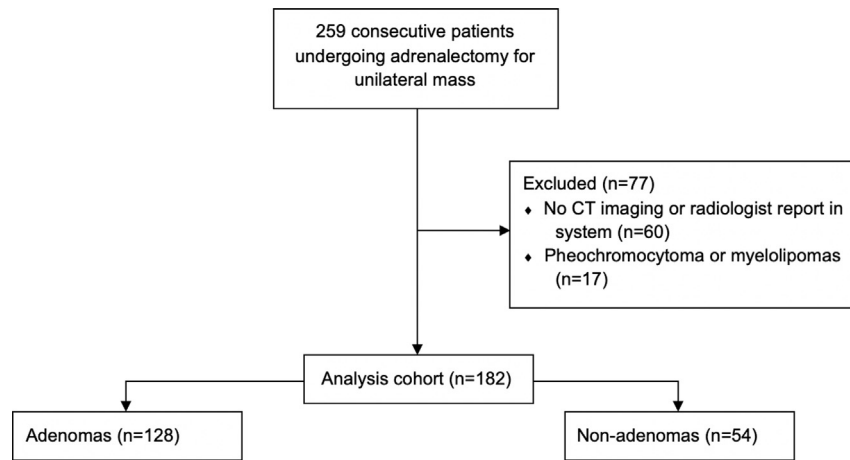 259 consecutive patients
undergoing adrenalectomy for
unilateral mass
Excluded (n=77)
♦ No CT imaging or radiologist report in
system (n=60)
♦ Pheochromocytoma or myelolipomas
(n=17)
Analysis cohort (n=182)
Adenomas (n=128)
Non-adenomas (n=54)